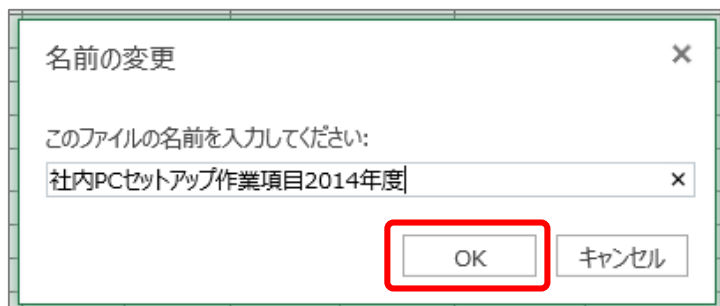 名前の変更
このファイルの名前を入力してください:
社内PCセットアップ作業項目2014年度
OK
キャンセル